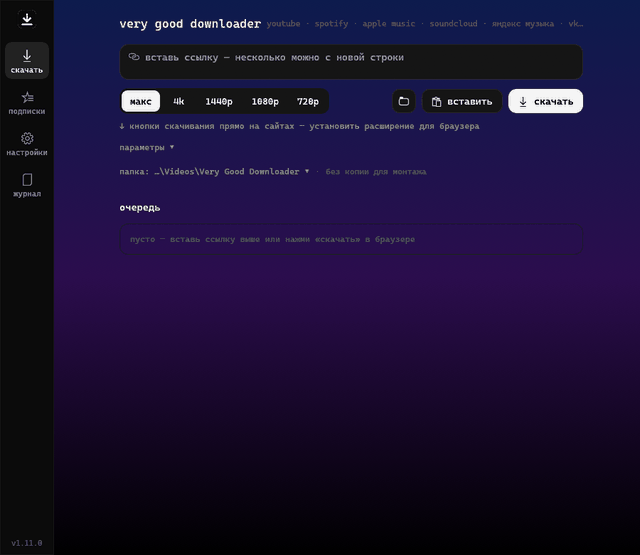 very good downloader youtube · spotify · apple music · soundcloud · яндекс музыка · vk…
вставь ссылку — несколько можно с новой строки
макс 4k 1440p 1080p 720p вставить скачать
↓ кнопки скачивания прямо на сайтах — установить расширение для браузера
параметры ▾
папка: …\Videos\Very Good Downloader ▾ · без копии для монтажа
очередь
пусто — вставь ссылку выше или нажми «скачать» в браузере
скачать
подписки
настройки
журнал
v1.11.0